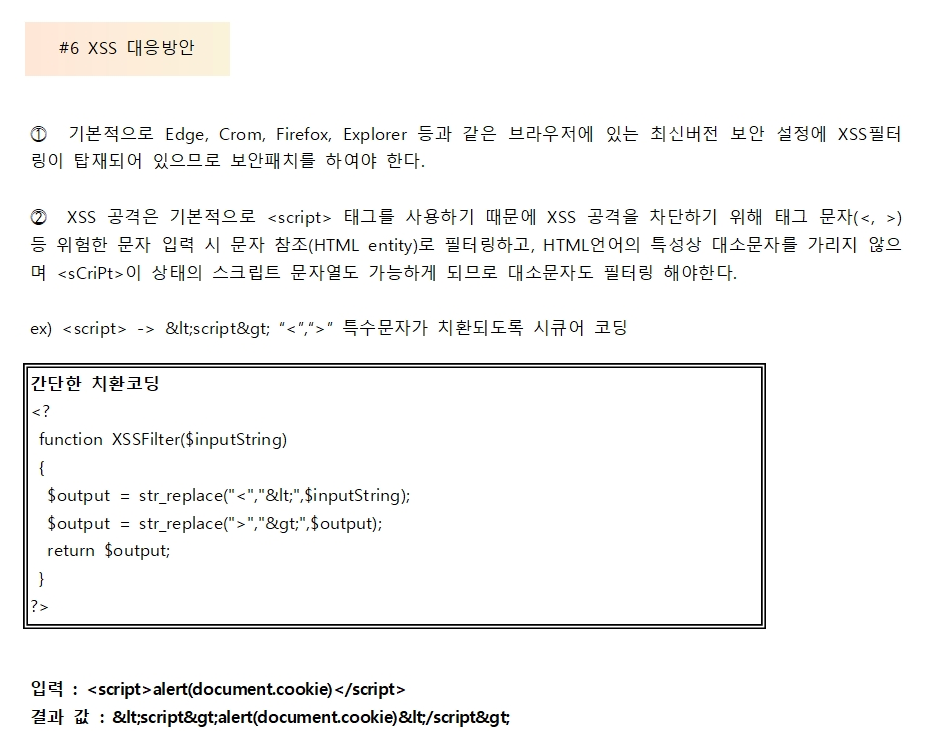 #6 XSS 대응방안
① 기본적으로 Edge, Crom, Firefox, Explorer 등과 같은 브라우저에 있는 최신버전 보안 설정에 XSS필터
링이 탑재되어 있으므로 보안패치를 하여야 한다.
② XSS 공격은 기본적으로 <script> 태그를 사용하기 때문에 XSS 공격을 차단하기 위해 태그 문자(<, >)
등 위험한 문자 입력 시 문자 참조(HTML entity)로 필터링하고, HTML언어의 특성상 대소문자를 가리지 않으
며 <sCriPt>이 상태의 스크립트 문자열도 가능하게 되므로 대소문자도 필터링 해야한다.
ex) <script> -> &lt;script&gt; “<”,“>” 특수문자가 치환되도록 시큐어 코딩
간단한 치환코딩
<?
function XSSFilter($inputString)
{
$output = str_replace("<","&lt;",$inputString);
$output = str_replace(">","&gt;",$output);
return $output;
}
?>
입력 : <script>alert(document.cookie)</script>
결과 값 : &lt;script&gt;alert(document.cookie)&lt;/script&gt;